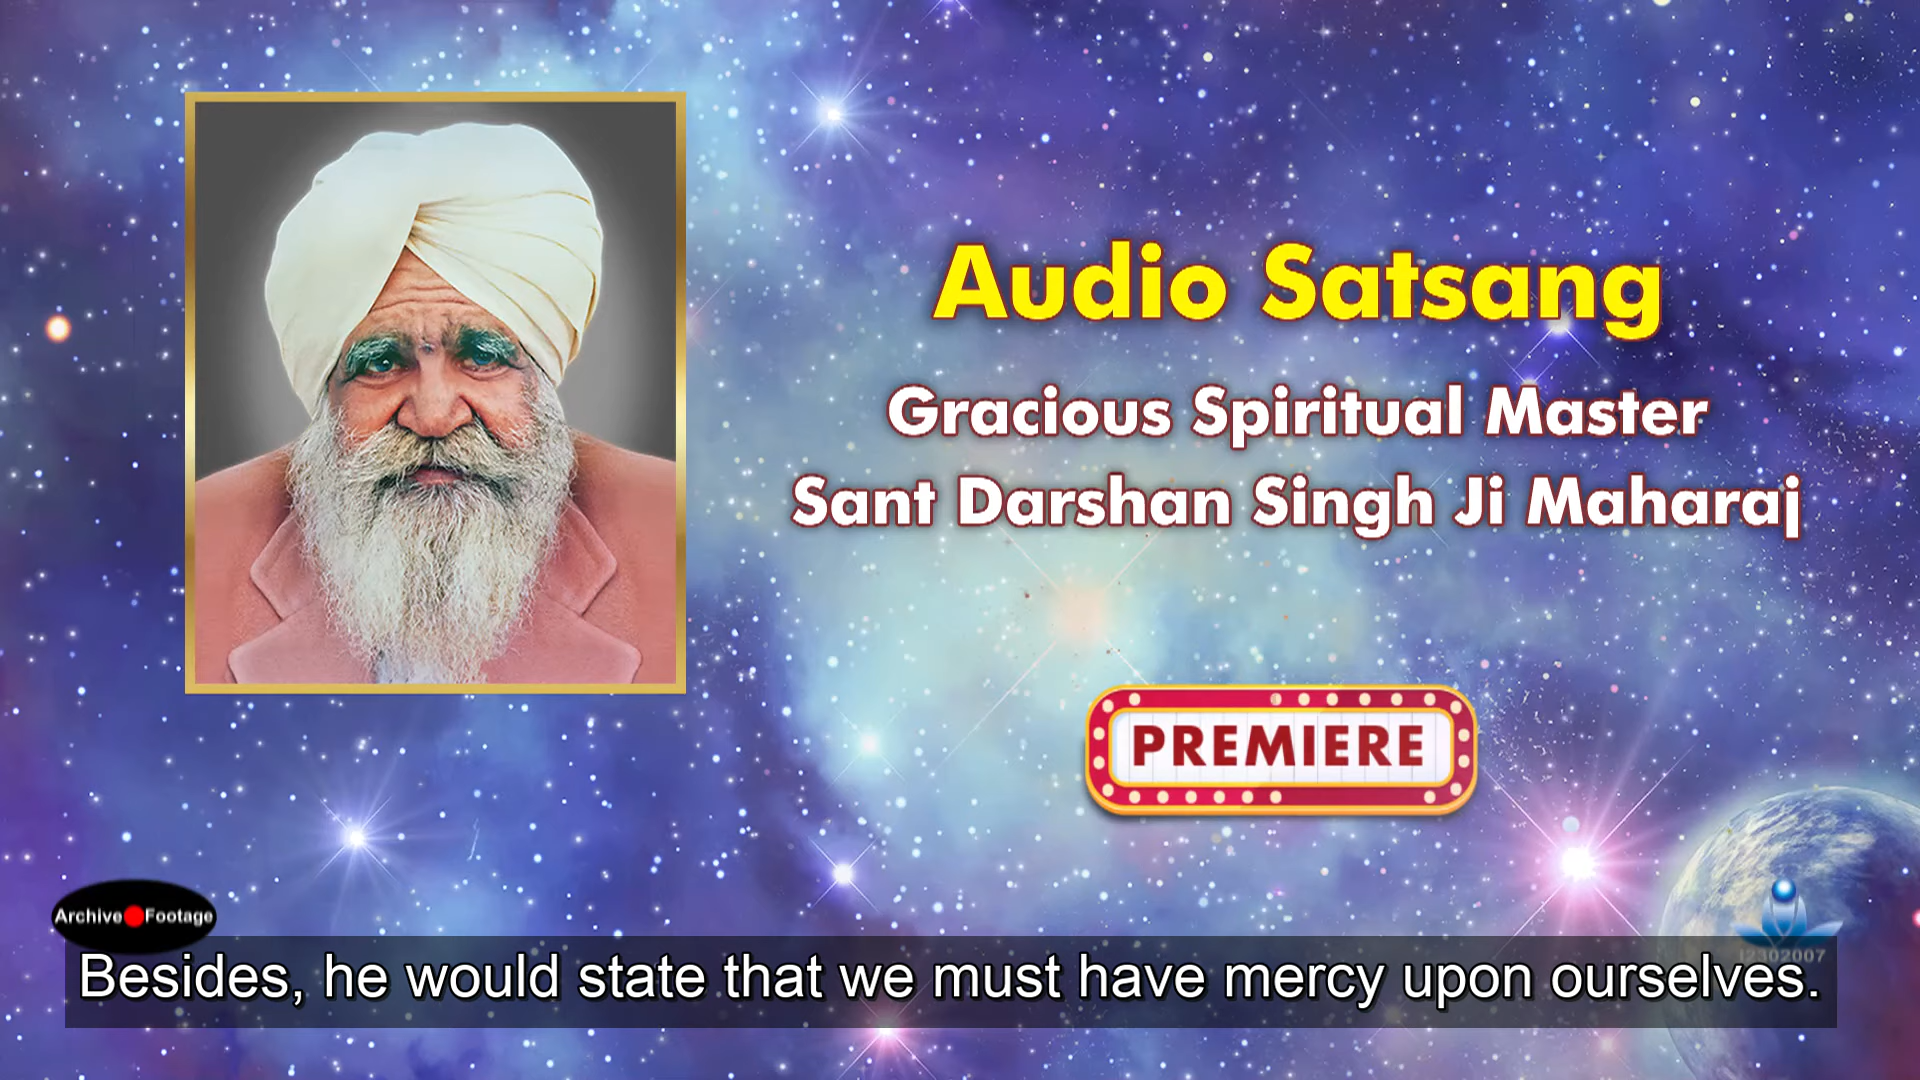 Audio Satsang
Gracious Spiritual Master
Sant Darshan Singh Ji Maharaj
PREMIERE
Archive Footage
12302007
Besides, he would state that we must have mercy upon ourselves.